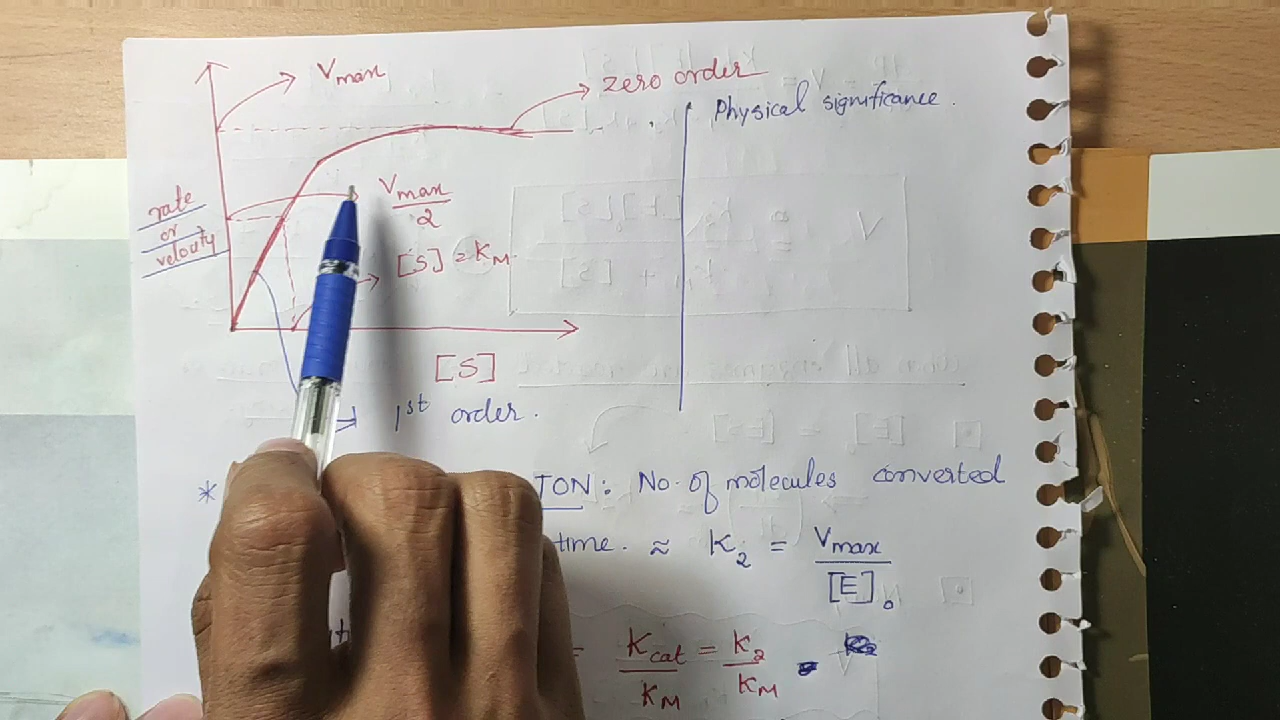 Vmax
zero order
Physical significance.
rate
or
velocity
Vmax
2
[S] = KM
[S]
1st order.
* TON: No. of molecules converted
time. ≈ K2 = Vmax
[E]0
= Kcat = K2
KM KM